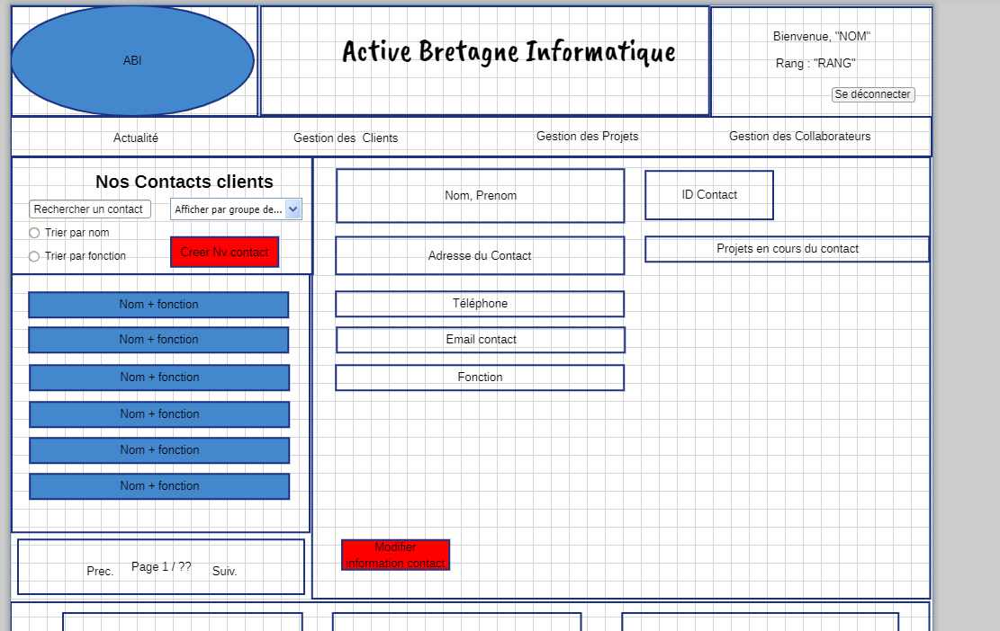 ABI
Active Bretagne Informatique
Bienvenue, "NOM"
Rang : "RANG"
Se déconnecter
Actualité
Gestion des  Clients
Gestion des Projets
Gestion des Collaborateurs
Nos Contacts clients
Rechercher un contact
Afficher par groupe de...
Trier par nom
Trier par fonction
Creer Nv contact
Nom + fonction
Nom + fonction
Nom + fonction
Nom + fonction
Nom + fonction
Nom + fonction
Prec.
Page 1 / ??
Suiv.
Nom, Prenom
ID Contact
Adresse du Contact
Projets en cours du contact
Téléphone
Email contact
Fonction
Modifier
information contact